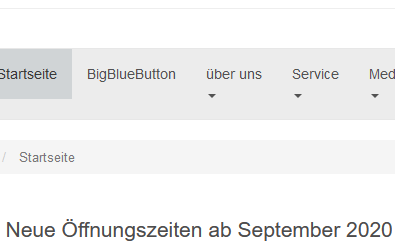 Startseite BigBlueButton über uns Service Med
/ Startseite
Neue Öffnungszeiten ab September 2020